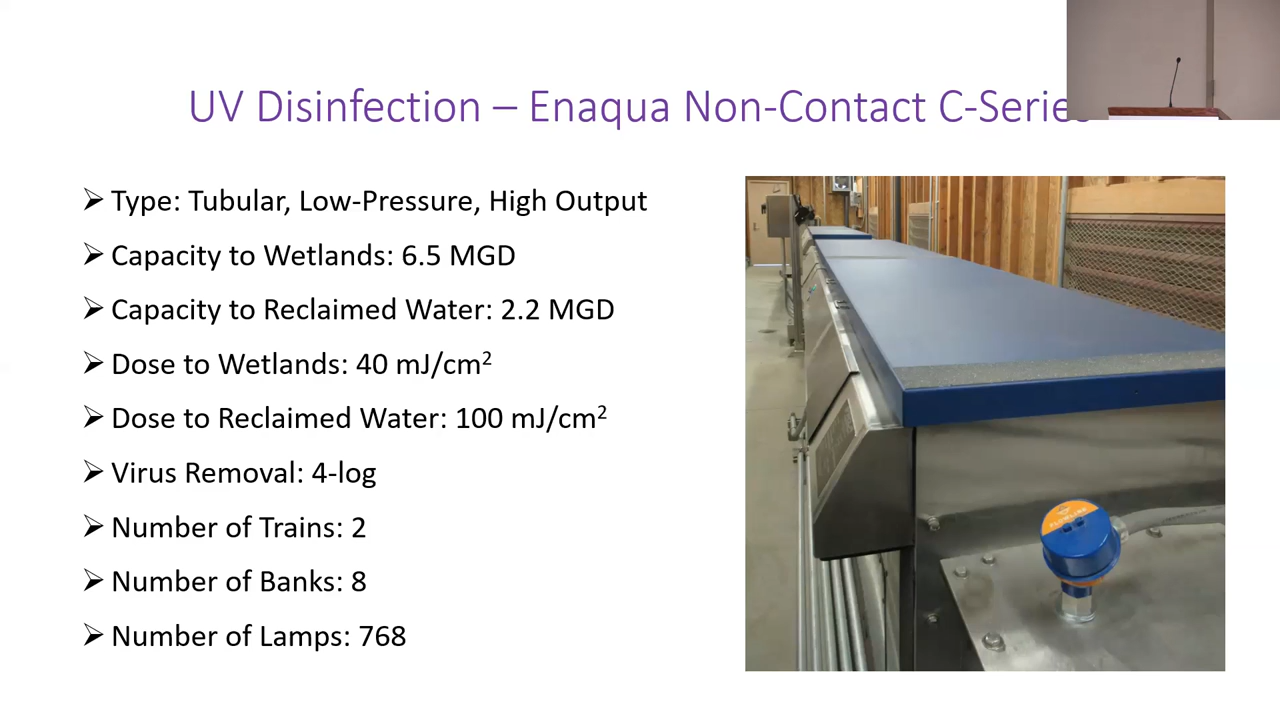 UV Disinfection – Enaqua Non-Contact C-Series
➢ Type: Tubular, Low-Pressure, High Output
➢ Capacity to Wetlands: 6.5 MGD
➢ Capacity to Reclaimed Water: 2.2 MGD
➢ Dose to Wetlands: 40 mJ/cm²
➢ Dose to Reclaimed Water: 100 mJ/cm²
➢ Virus Removal: 4-log
➢ Number of Trains: 2
➢ Number of Banks: 8
➢ Number of Lamps: 768
FLOWLINE